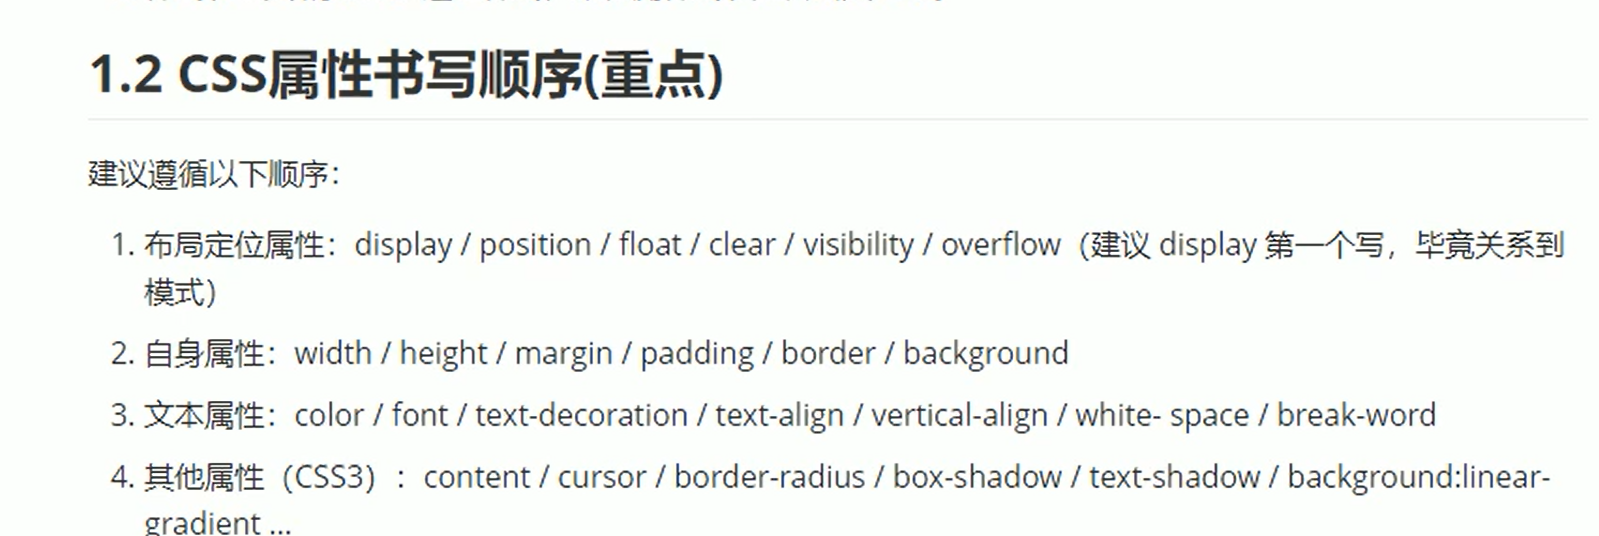 1.2 CSS属性书写顺序(重点)
建议遵循以下顺序：
1. 布局定位属性：display / position / float / clear / visibility / overflow（建议 display 第一个写，毕竟关系到
模式）
2. 自身属性：width / height / margin / padding / border / background
3. 文本属性：color / font / text-decoration / text-align / vertical-align / white- space / break-word
4. 其他属性（CSS3）：content / cursor / border-radius / box-shadow / text-shadow / background:linear-
gradient ...